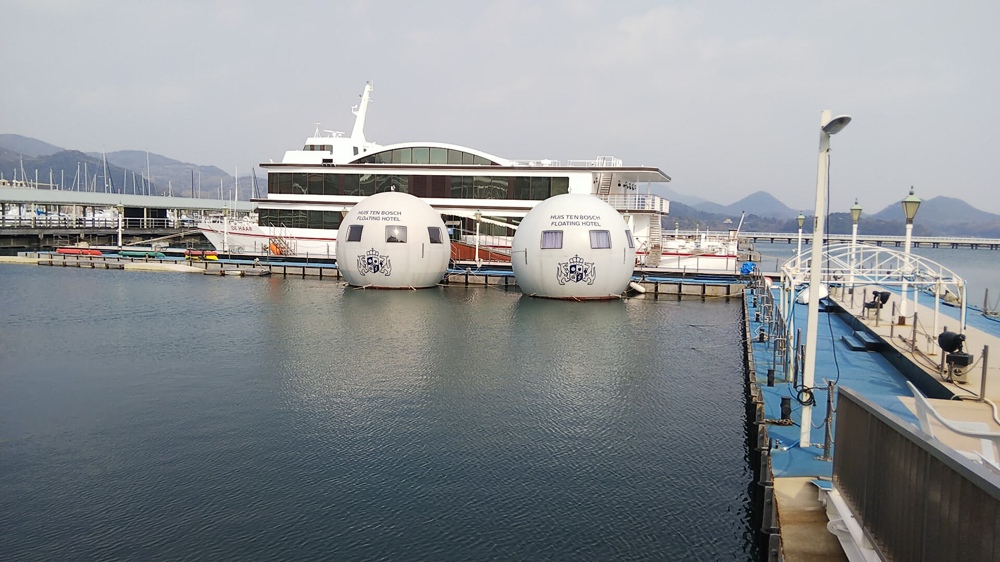 DE HAAR
HUIS TEN BOSCH
FLOATING HOTEL
HUIS TEN BOSCH
FLOATING HOTEL